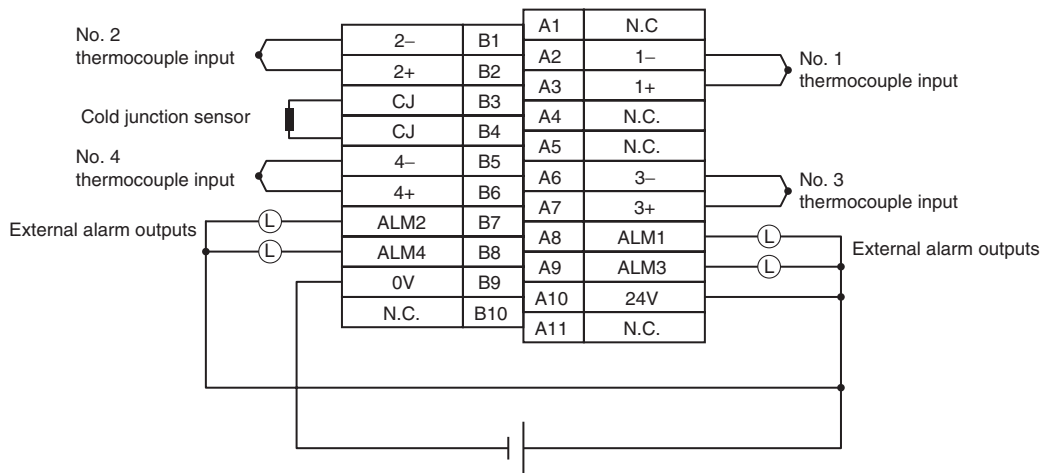 No. 2
thermocouple input
Cold junction sensor
No. 4
thermocouple input
External alarm outputs
L
L
2– B1
2+ B2
CJ B3
CJ B4
4– B5
4+ B6
ALM2 B7
ALM4 B8
0V B9
N.C. B10
A1 N.C
A2 1–
A3 1+
A4 N.C.
A5 N.C.
A6 3–
A7 3+
A8 ALM1
A9 ALM3
A10 24V
A11 N.C.
No. 1
thermocouple input
No. 3
thermocouple input
L
L
External alarm outputs